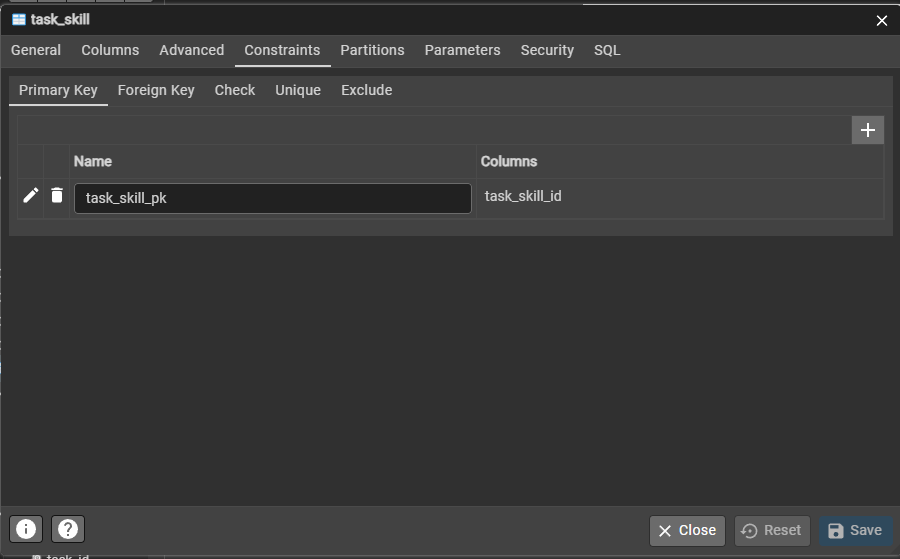 task_skill
General Columns Advanced Constraints Partitions Parameters Security SQL
Primary Key Foreign Key Check Unique Exclude
Name Columns
task_skill_pk task_skill_id
Close Reset Save
task_id